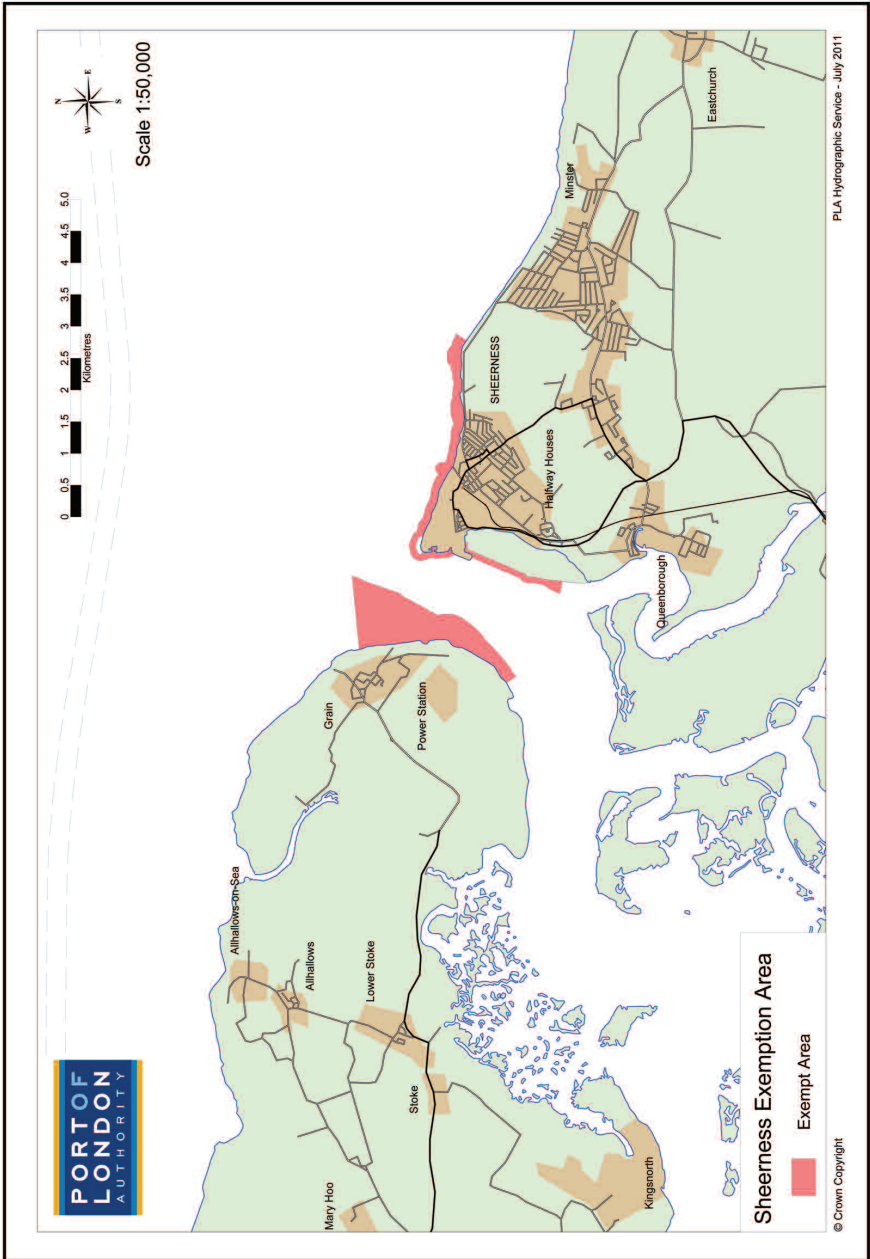 PORT OF
LONDON
AUTHORITY
N
E
S
W
Scale 1:50,000
0 0.5 1 1.5 2 2.5 3 3.5 4 4.5 5.0
Kilometres
Allhallows-on-Sea
Allhallows
Lower Stoke
Stoke
Mary Hoo
Kingsnorth
Grain
Power Station
SHEERNESS
Halfway Houses
Queenborough
Minster
Eastchurch
Sheerness Exemption Area
Exempt Area
© Crown Copyright
PLA Hydrographic Service - July 2011